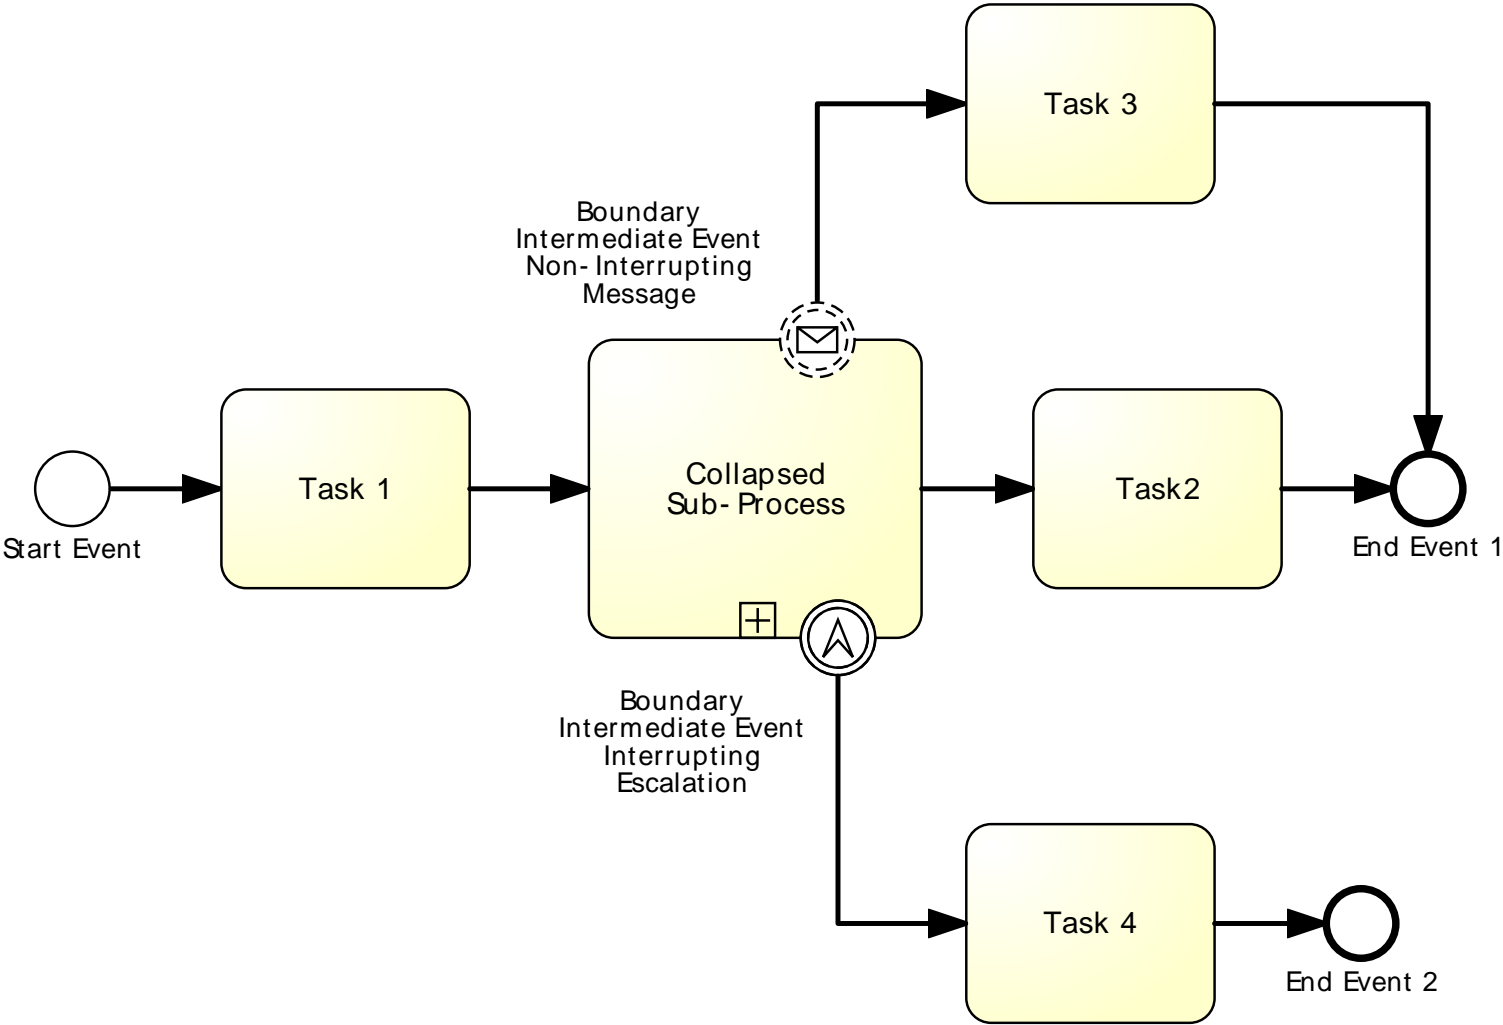 Task 3
Boundary
Intermediate Event
Non-Interrupting
Message
Task 1
Collapsed
Sub-Process
Task2
Start Event
End Event 1
Boundary
Intermediate Event
Interrupting
Escalation
Task 4
End Event 2